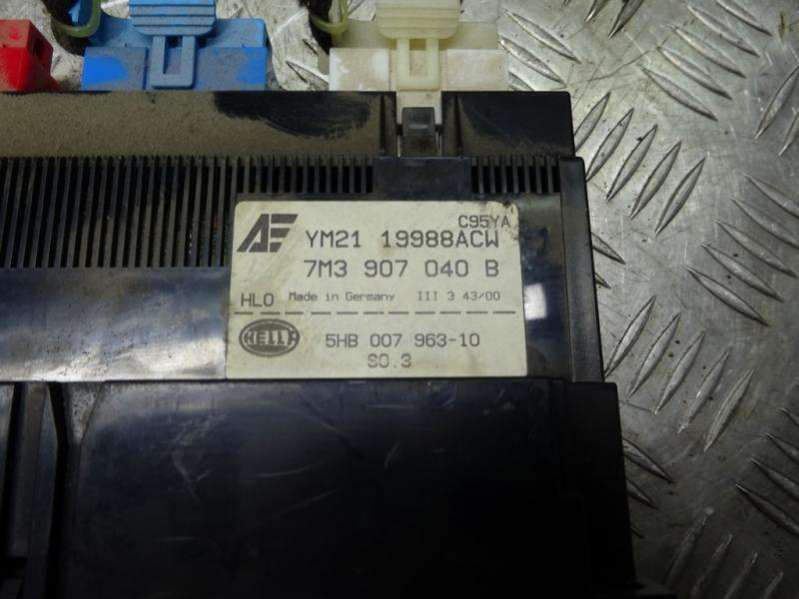 C95YA
AE YM21 19988ACW
7M3 907 040 B
HLO Made in Germany III 3 43/00
HELLA 5HB 007 963-10
SO.3